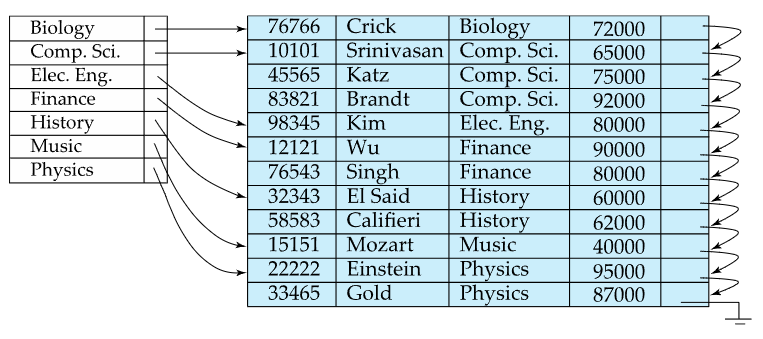 Biology
Comp. Sci.
Elec. Eng.
Finance
History
Music
Physics
76766 Crick Biology 72000
10101 Srinivasan Comp. Sci. 65000
45565 Katz Comp. Sci. 75000
83821 Brandt Comp. Sci. 92000
98345 Kim Elec. Eng. 80000
12121 Wu Finance 90000
76543 Singh Finance 80000
32343 El Said History 60000
58583 Califieri History 62000
15151 Mozart Music 40000
22222 Einstein Physics 95000
33465 Gold Physics 87000